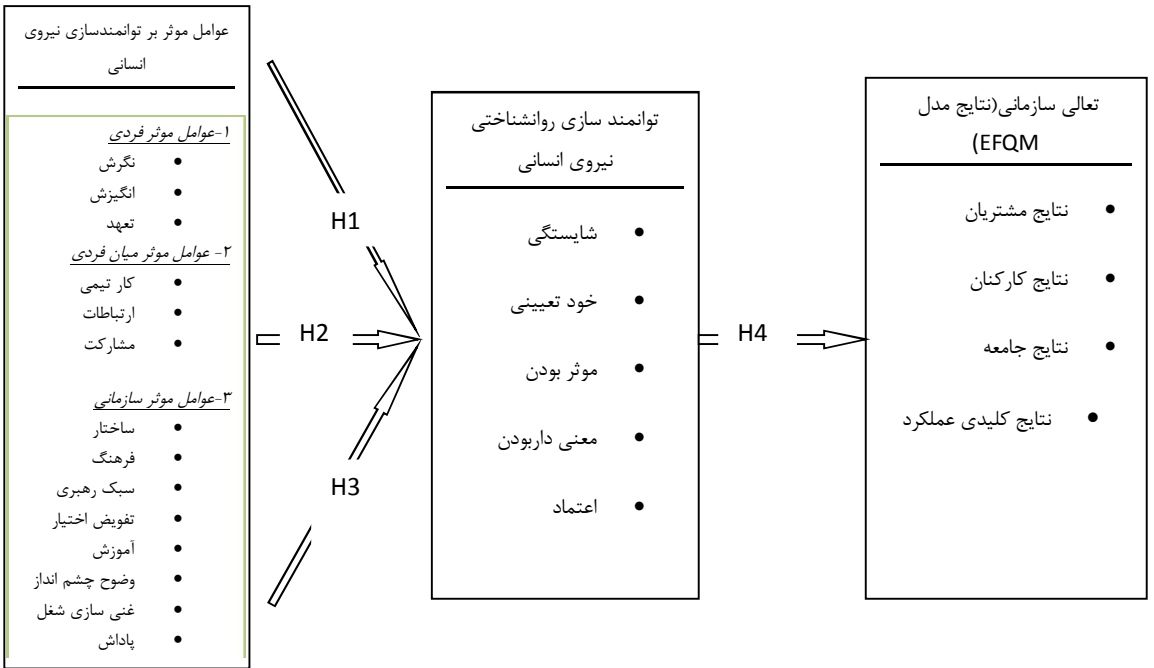 عوامل موثر بر توانمندسازی نیروی
انسانی
۱-عوامل موثر فردی
• نگرش
• انگیزش
• تعهد
۲- عوامل موثر میان فردی
• کار تیمی
• ارتباطات
• مشارکت
۳-عوامل موثر سازمانی
• ساختار
• فرهنگ
• سبک رهبری
• تفویض اختیار
• آموزش
• وضوح چشم انداز
• غنی سازی شغل
• پاداش
H1
H2
H3
توانمند سازی روانشناختی
نیروی انسانی
• شایستگی
• خود تعیینی
• موثر بودن
• معنی داربودن
• اعتماد
H4
تعالی سازمانی(نتایج مدل
EFQM)
• نتایج مشتریان
• نتایج کارکنان
• نتایج جامعه
• نتایج کلیدی عملکرد